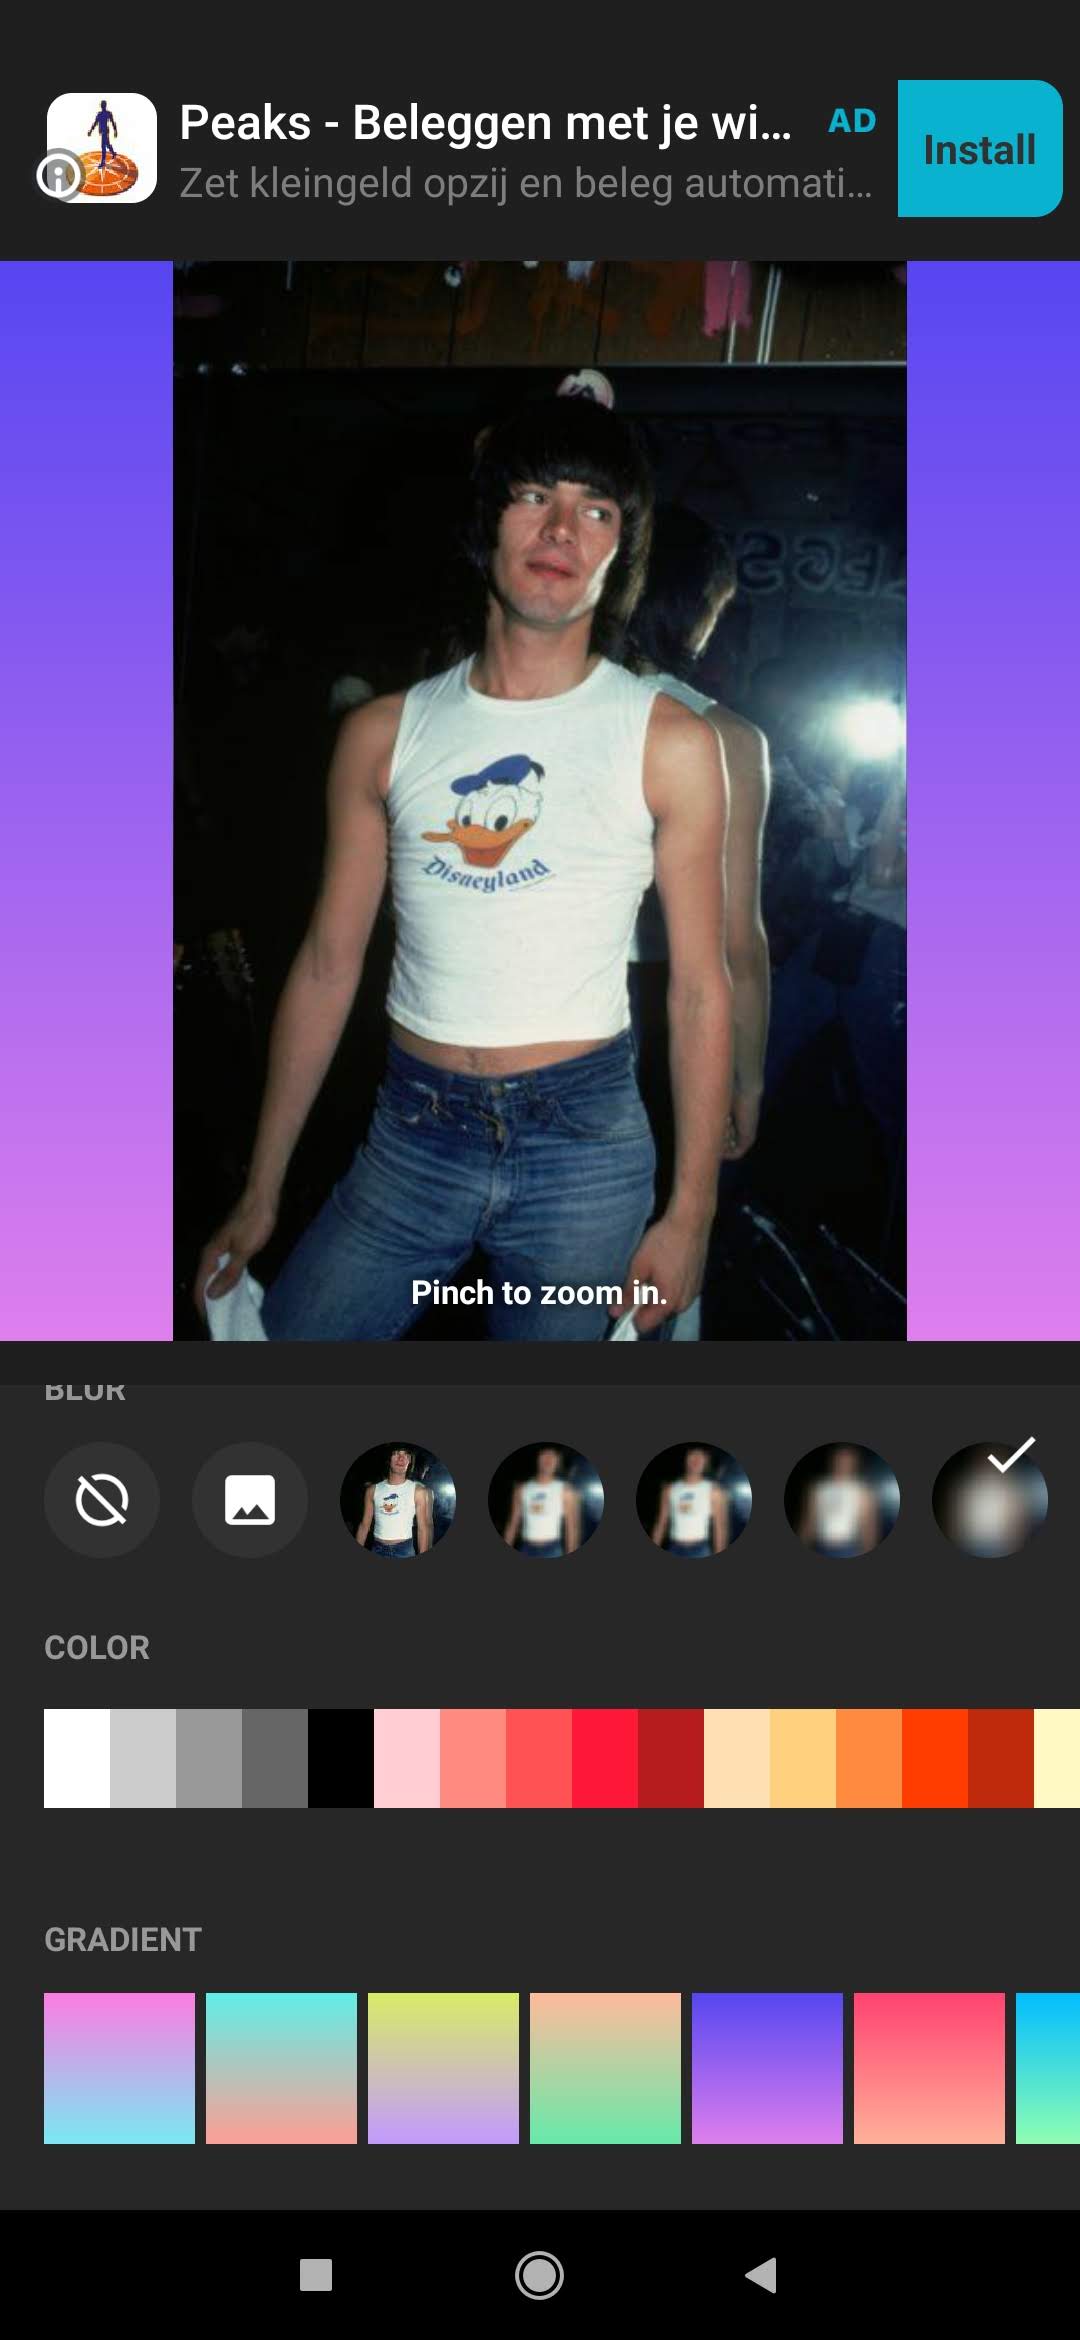 Peaks - Beleggen met je wi...
AD
Install
Zet kleingeld opzij en beleg automati...
Disneyland
Pinch to zoom in.
BLUR
COLOR
GRADIENT